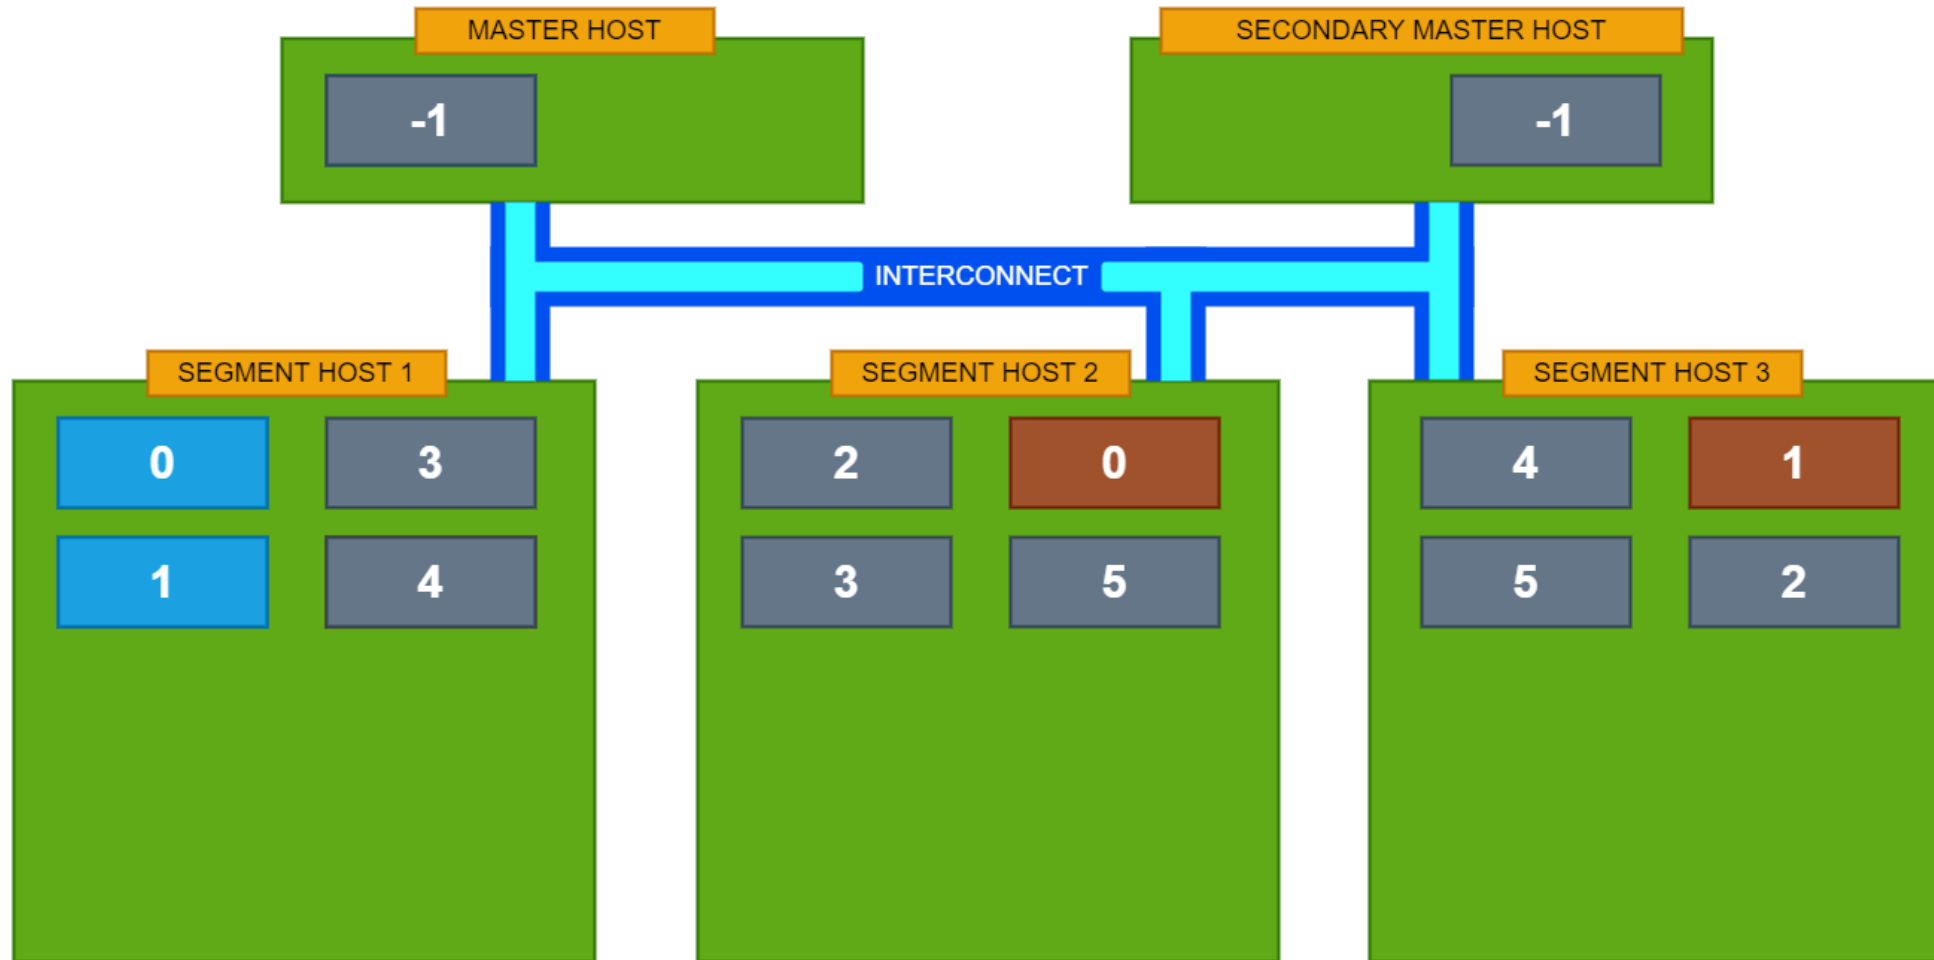 MASTER HOST
SECONDARY MASTER HOST
-1
-1
INTERCONNECT
SEGMENT HOST 1
SEGMENT HOST 2
SEGMENT HOST 3
0 3
1 4
2 0
3 5
4 1
5 2